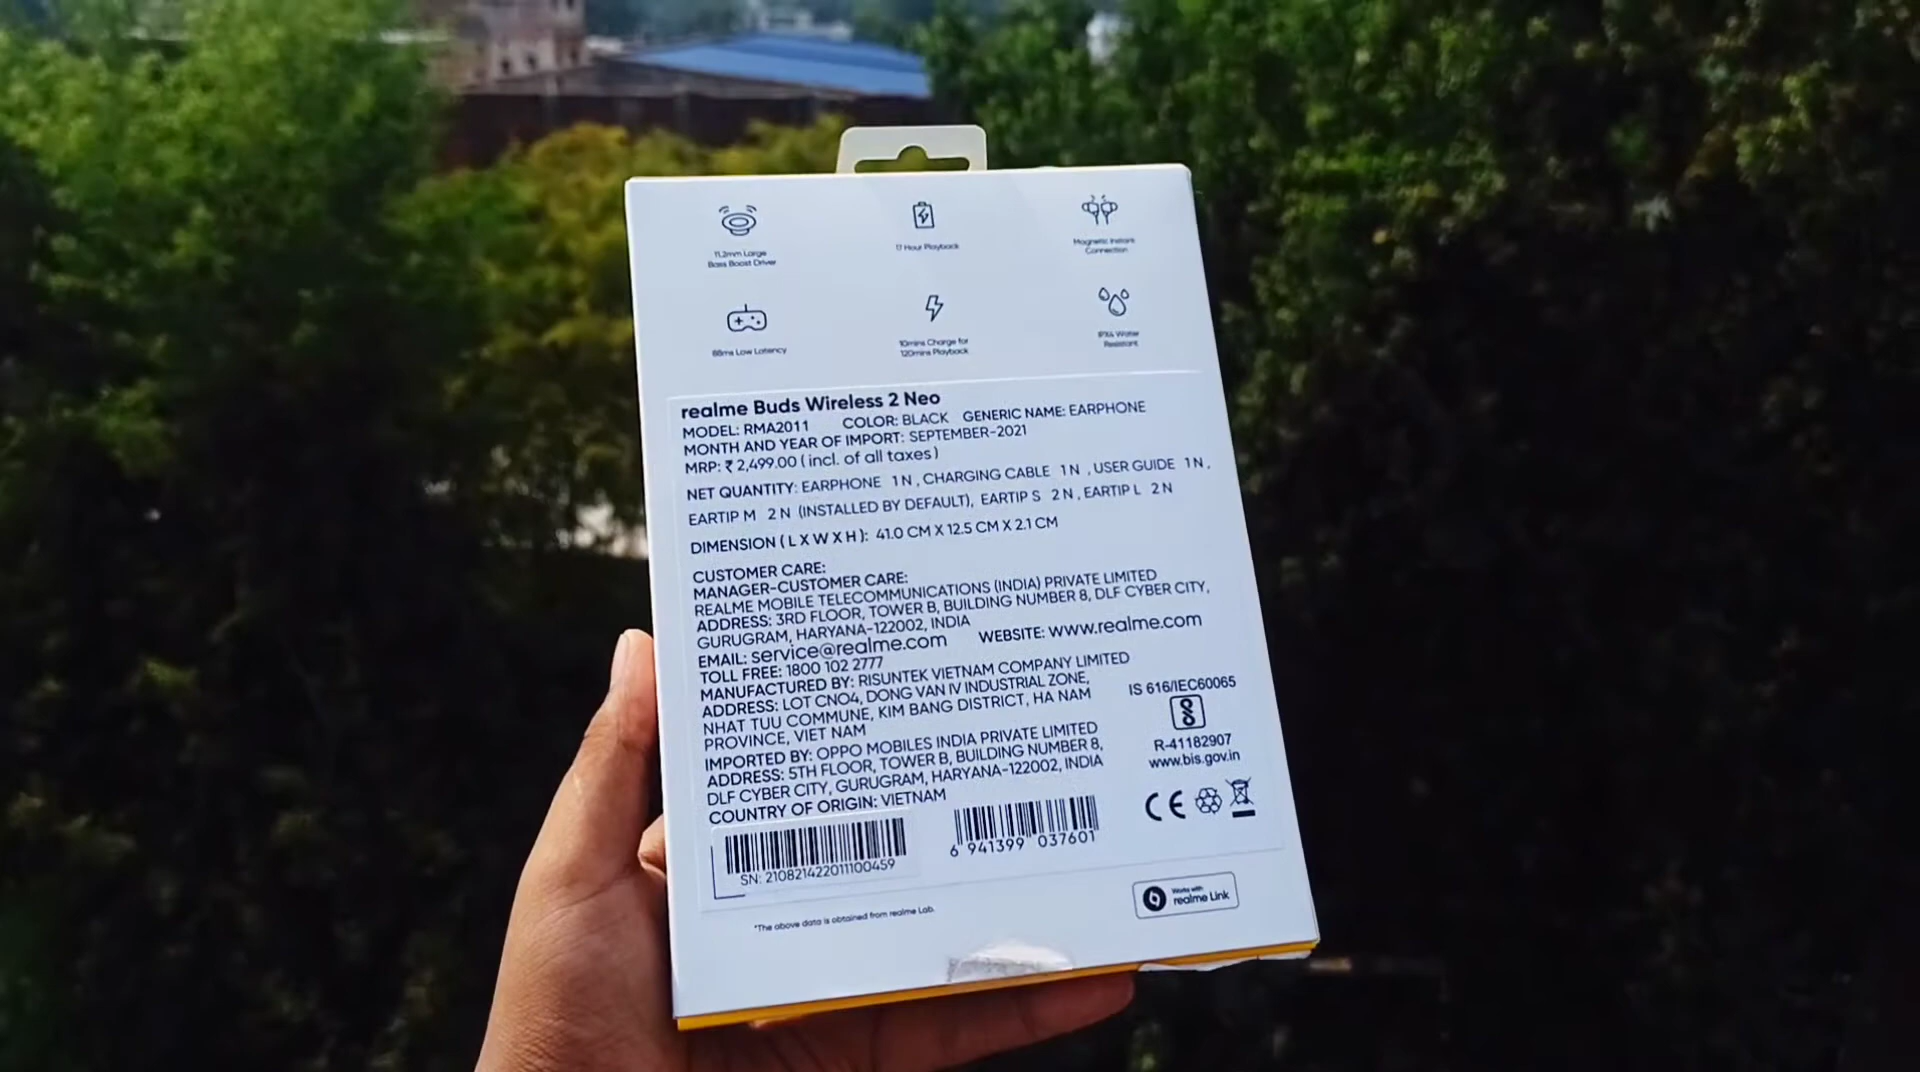 11.2mm Large
Bass Boost Driver
17 Hour Playback
Magnetic Instant
Connection
88ms Low Latency
10mins Charge for
120mins Playback
IPX4 Water
Resistant
realme Buds Wireless 2 Neo
MODEL: RMA2011 COLOR: BLACK GENERIC NAME: EARPHONE
MONTH AND YEAR OF IMPORT: SEPTEMBER-2021
MRP: ₹ 2,499.00 ( incl. of all taxes )
NET QUANTITY: EARPHONE 1 N , CHARGING CABLE 1 N , USER GUIDE 1 N ,
EARTIP M 2 N (INSTALLED BY DEFAULT), EARTIP S 2 N , EARTIP L 2 N
DIMENSION ( L X W X H ): 41.0 CM X 12.5 CM X 2.1 CM
CUSTOMER CARE:
MANAGER-CUSTOMER CARE:
REALME MOBILE TELECOMMUNICATIONS (INDIA) PRIVATE LIMITED
ADDRESS: 3RD FLOOR, TOWER B, BUILDING NUMBER 8, DLF CYBER CITY,
GURUGRAM, HARYANA-122002, INDIA
EMAIL: service@realme.com WEBSITE: www.realme.com
TOLL FREE: 1800 102 2777
MANUFACTURED BY: RISUNTEK VIETNAM COMPANY LIMITED
ADDRESS: LOT CNO4, DONG VAN IV INDUSTRIAL ZONE,
NHAT TUU COMMUNE, KIM BANG DISTRICT, HA NAM
PROVINCE, VIET NAM
IMPORTED BY: OPPO MOBILES INDIA PRIVATE LIMITED
ADDRESS: 5TH FLOOR, TOWER B, BUILDING NUMBER 8,
DLF CYBER CITY, GURUGRAM, HARYANA-122002, INDIA
COUNTRY OF ORIGIN: VIETNAM
IS 616/IEC60065
R-41182907
www.bis.gov.in
CE
SN: 210821422011100459
6 941399 037601
Works with
realme Link
*The above data is obtained from realme Lab.